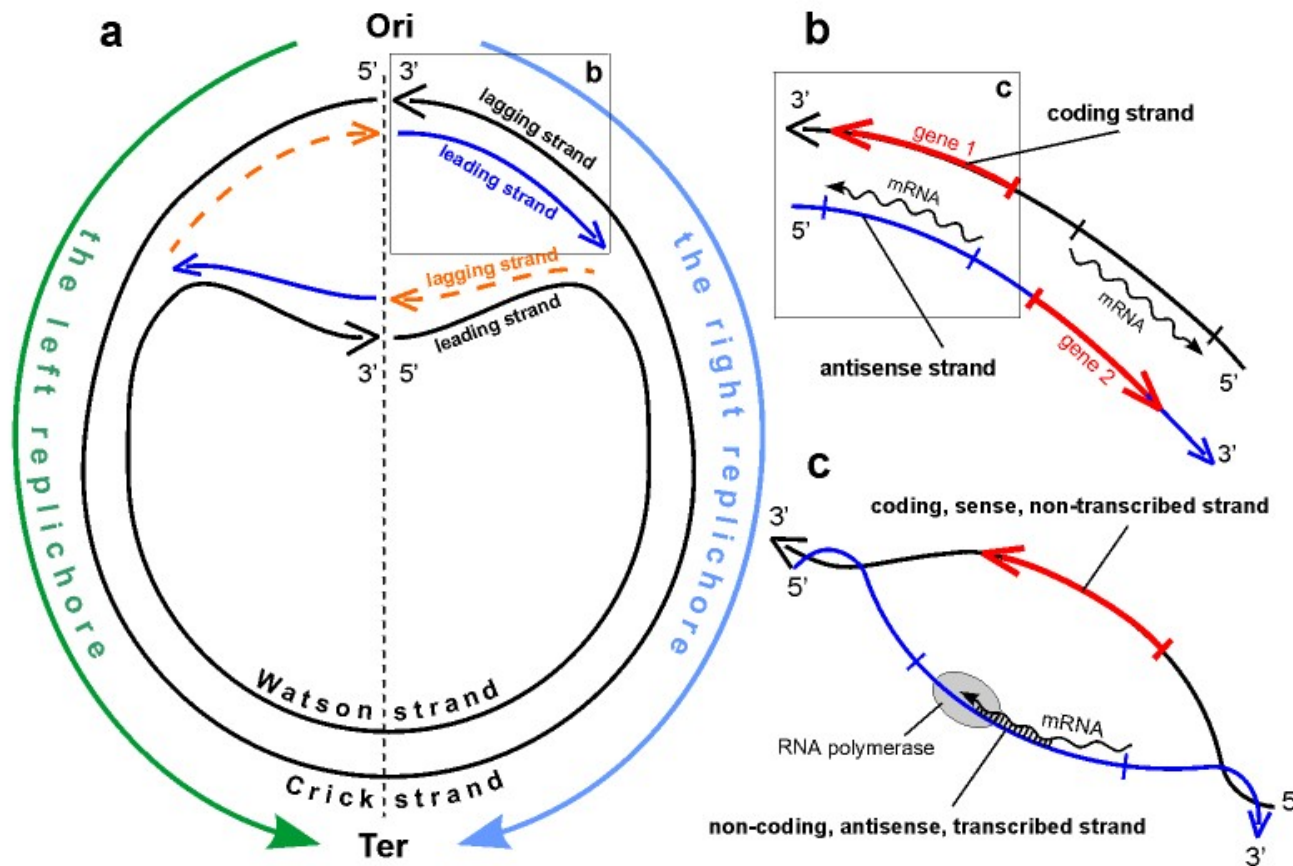 a
Ori
5’
3’
b
lagging strand
leading strand
lagging strand
leading strand
3’
5’
the left replichore
the right replichore
Watson strand
Crick strand
Ter
b
c
3’
coding strand
gene 1
mRNA
5’
mRNA
antisense strand
gene 2
5’
3’
c
coding, sense, non-transcribed strand
3’
5’
mRNA
RNA polymerase
5’
non-coding, antisense, transcribed strand
3’